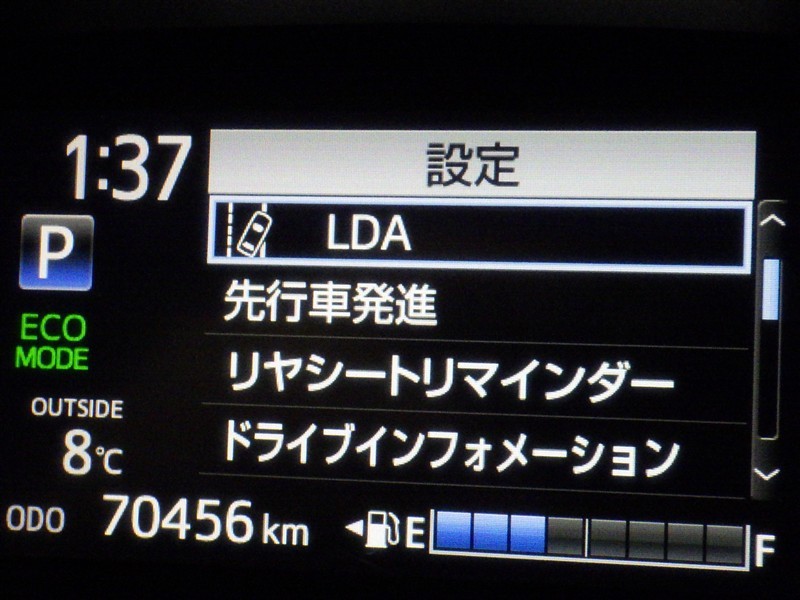 1:37
設定
P
LDA
先行車発進
ECO
MODE
リヤシートリマインダー
OUTSIDE
8℃
ドライブインフォメーション
ODO 70456 km
E F